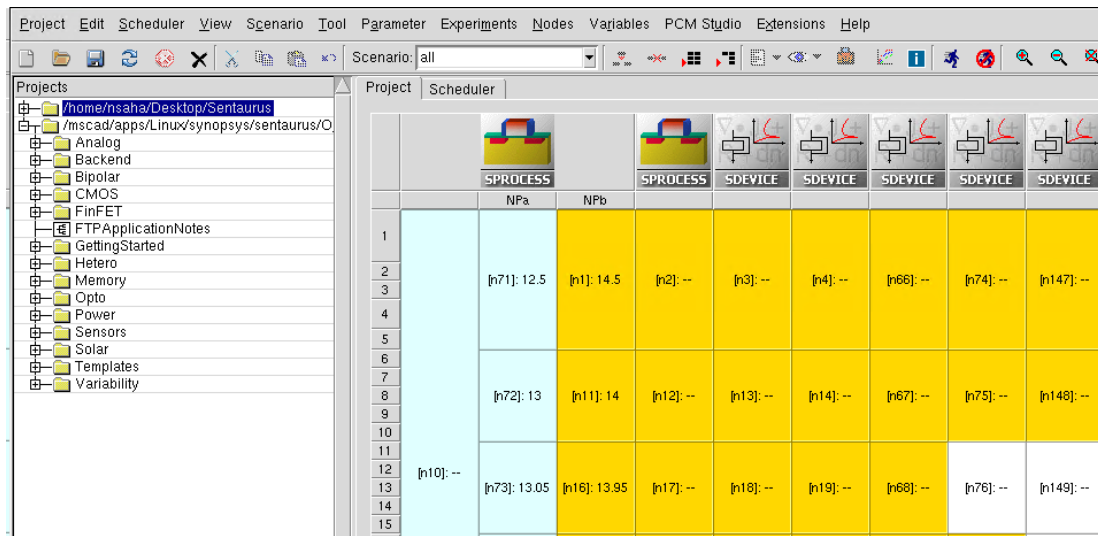 Project Edit Scheduler View Scenario Tool Parameter Experiments Nodes Variables PCM Studio Extensions Help
Scenario: all
Projects
/home/nsaha/Desktop/Sentaurus
/mscad/apps/Linux/synopsys/sentaurus/O
Analog
Backend
Bipolar
CMOS
FinFET
FTPApplicationNotes
GettingStarted
Hetero
Memory
Opto
Power
Sensors
Solar
Templates
Variability
Project Scheduler
SPROCESS SPROCESS SDEVICE SDEVICE SDEVICE SDEVICE SDEVICE
NPa NPb
1
2
[n71]: 12.5 [n1]: 14.5 [n2]: -- [n3]: -- [n4]: -- [n66]: -- [n74]: -- [n147]: --
3
4
5
6
7
8 [n72]: 13 [n11]: 14 [n12]: -- [n13]: -- [n14]: -- [n67]: -- [n75]: -- [n148]: --
9
10
11
12 [n10]: --
13 [n73]: 13.05 [n16]: 13.95 [n17]: -- [n18]: -- [n19]: -- [n68]: -- [n76]: -- [n149]: --
14
15